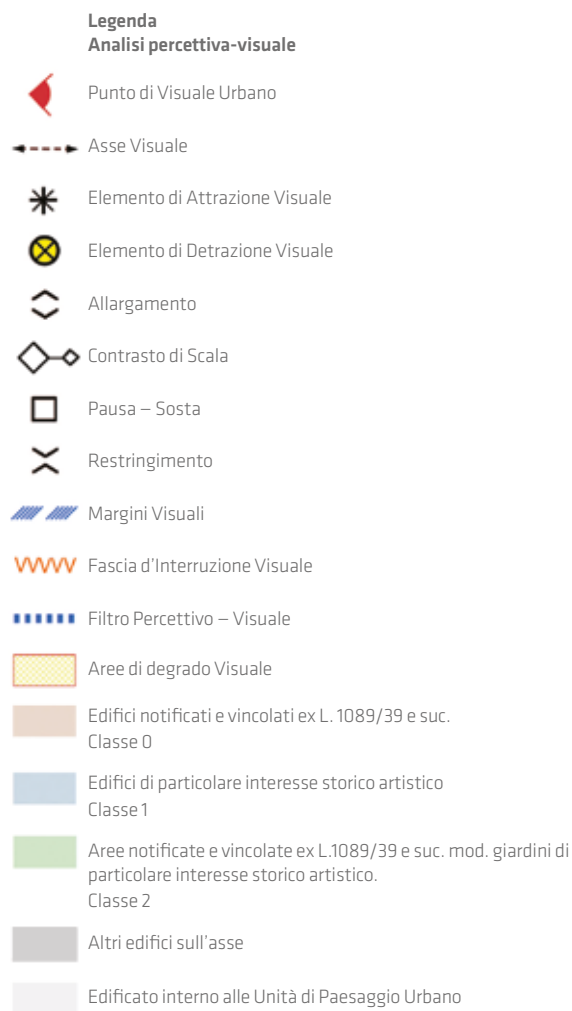 Legenda
Analisi percettiva-visuale
Punto di Visuale Urbano
Asse Visuale
Elemento di Attrazione Visuale
Elemento di Detrazione Visuale
Allargamento
Contrasto di Scala
Pausa – Sosta
Restringimento
Margini Visuali
Fascia d'Interruzione Visuale
Filtro Percettivo – Visuale
Aree di degrado Visuale
Edifici notificati e vincolati ex L. 1089/39 e suc.
Classe 0
Edifici di particolare interesse storico artistico
Classe 1
Aree notificate e vincolate ex L.1089/39 e suc. mod. giardini di
particolare interesse storico artistico.
Classe 2
Altri edifici sull'asse
Edificato interno alle Unità di Paesaggio Urbano